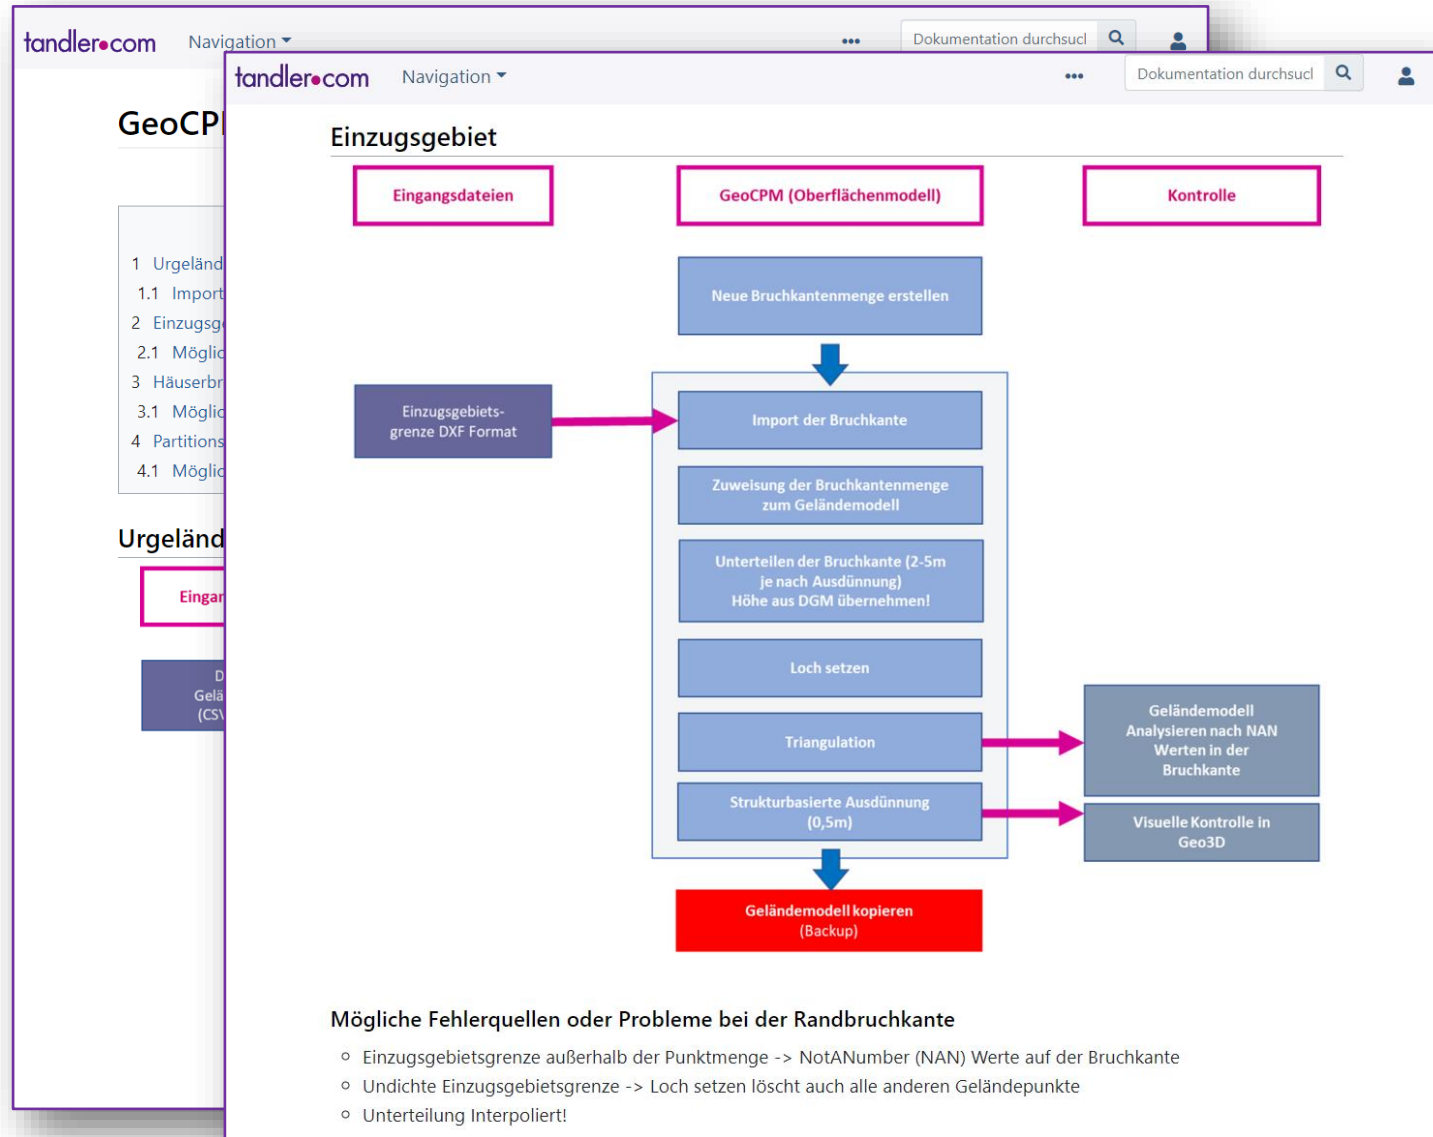 tandler.com Navigation ... Dokumentation durchsucl
GeoCP
1 Urgeländ
1.1 Import
2 Einzugsg
2.1 Möglic
3 Häuserbr
3.1 Möglic
4 Partitions
4.1 Möglic
Urgeländ
Eingar
D
Gelä
(CSV
tandler.com Navigation ... Dokumentation durchsucl
Einzugsgebiet
Eingangsdateien
GeoCPM (Oberflächenmodell)
Kontrolle
Neue Bruchkantenmenge erstellen
Einzugsgebiets-
grenze DXF Format
Import der Bruchkante
Zuweisung der Bruchkantenmenge
zum Geländemodell
Unterteilen der Bruchkante (2-5m
je nach Ausdünnung)
Höhe aus DGM übernehmen!
Loch setzen
Triangulation
Geländemodell
Analysieren nach NAN
Werten in der
Bruchkante
Strukturbasierte Ausdünnung
(0,5m)
Visuelle Kontrolle in
Geo3D
Geländemodell kopieren
(Backup)
Mögliche Fehlerquellen oder Probleme bei der Randbruchkante
Einzugsgebietsgrenze außerhalb der Punktmenge -> NotANumber (NAN) Werte auf der Bruchkante
Undichte Einzugsgebietsgrenze -> Loch setzen löscht auch alle anderen Geländepunkte
Unterteilung Interpoliert!